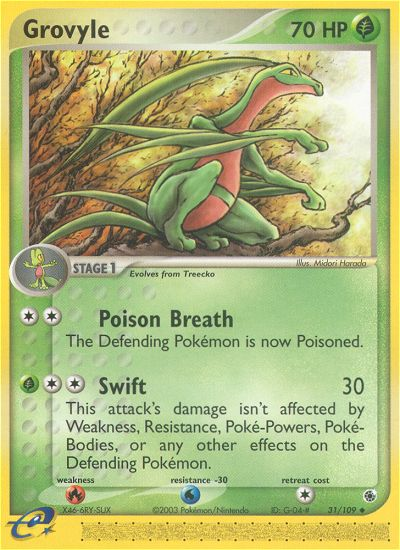 Grovyle 70 HP
Illus. Midori Harada
STAGE 1
Evolves from Treecko
Poison Breath
The Defending Pokémon is now Poisoned.
Swift 30
This attack's damage isn't affected by
Weakness, Resistance, Poké-Powers, Poké-
Bodies, or any other effects on the
Defending Pokémon.
weakness resistance retreat cost
X46-6RY-SUX ©2003 Pokémon/Nintendo ID: G-04-# 31/109
e